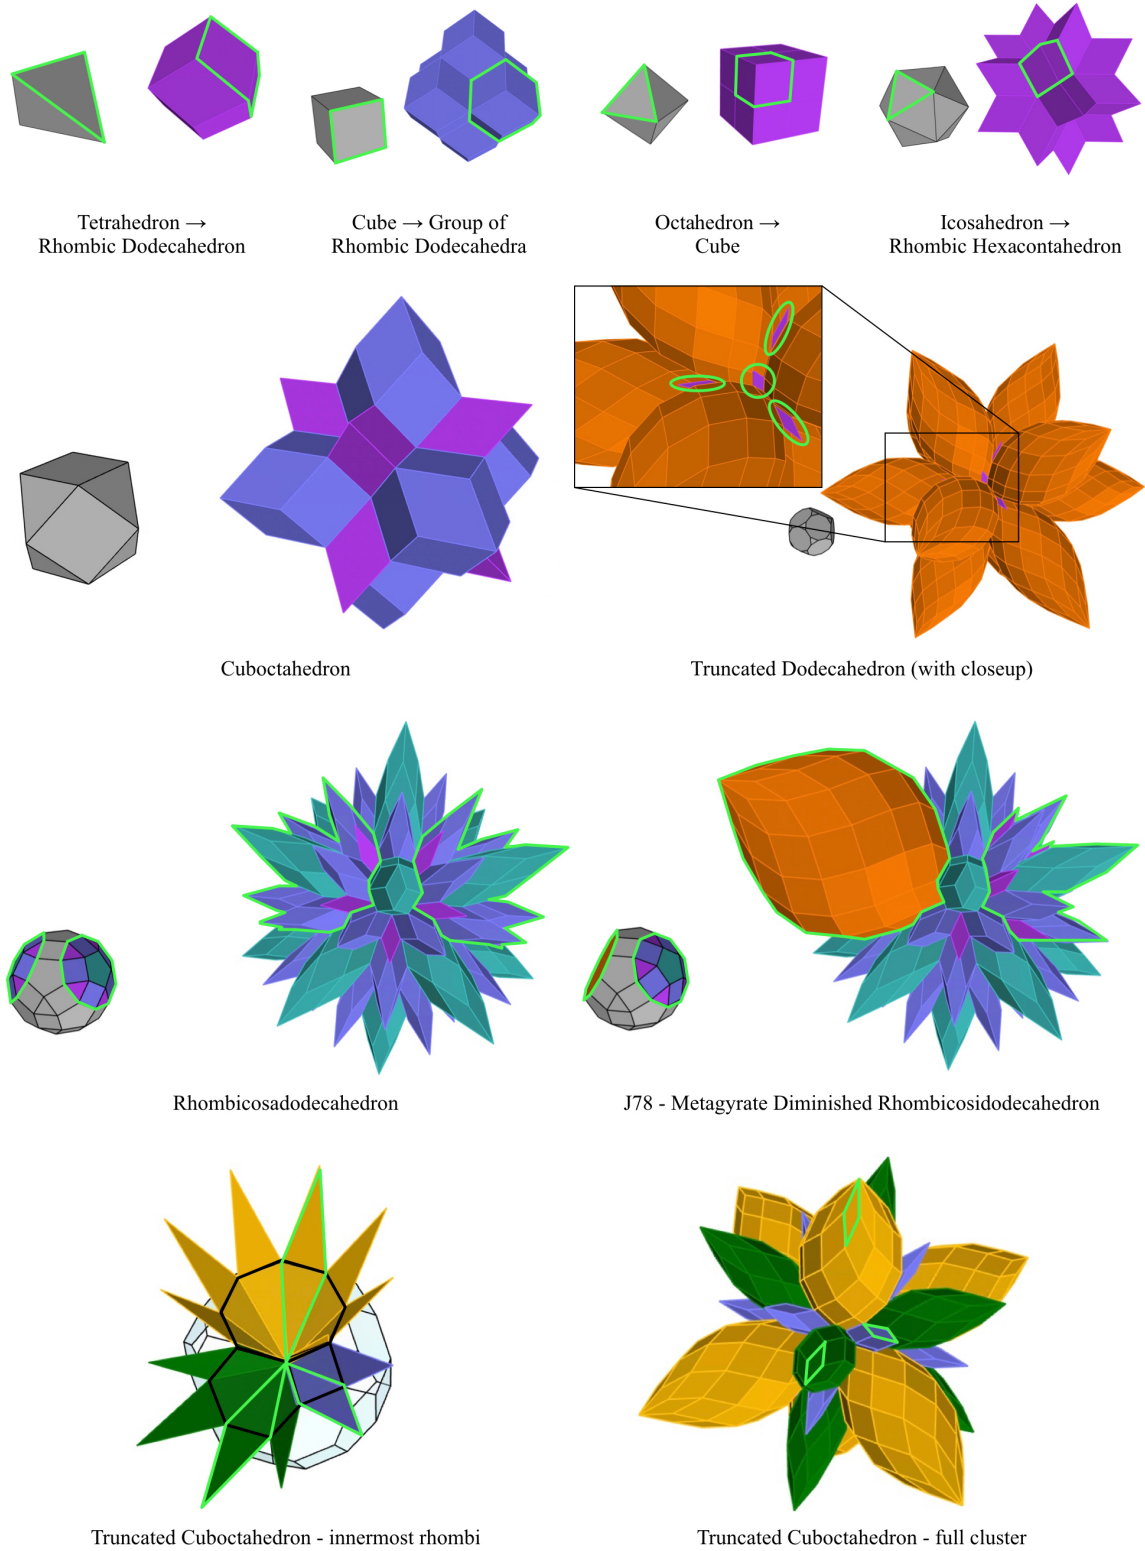 Tetrahedron →
Rhombic Dodecahedron
Cube → Group of
Rhombic Dodecahedra
Octahedron →
Cube
Icosahedron →
Rhombic Hexacontahedron
Cuboctahedron
Truncated Dodecahedron (with closeup)
Rhombicosadodecahedron
J78 - Metagyrate Diminished Rhombicosidodecahedron
Truncated Cuboctahedron - innermost rhombi
Truncated Cuboctahedron - full cluster